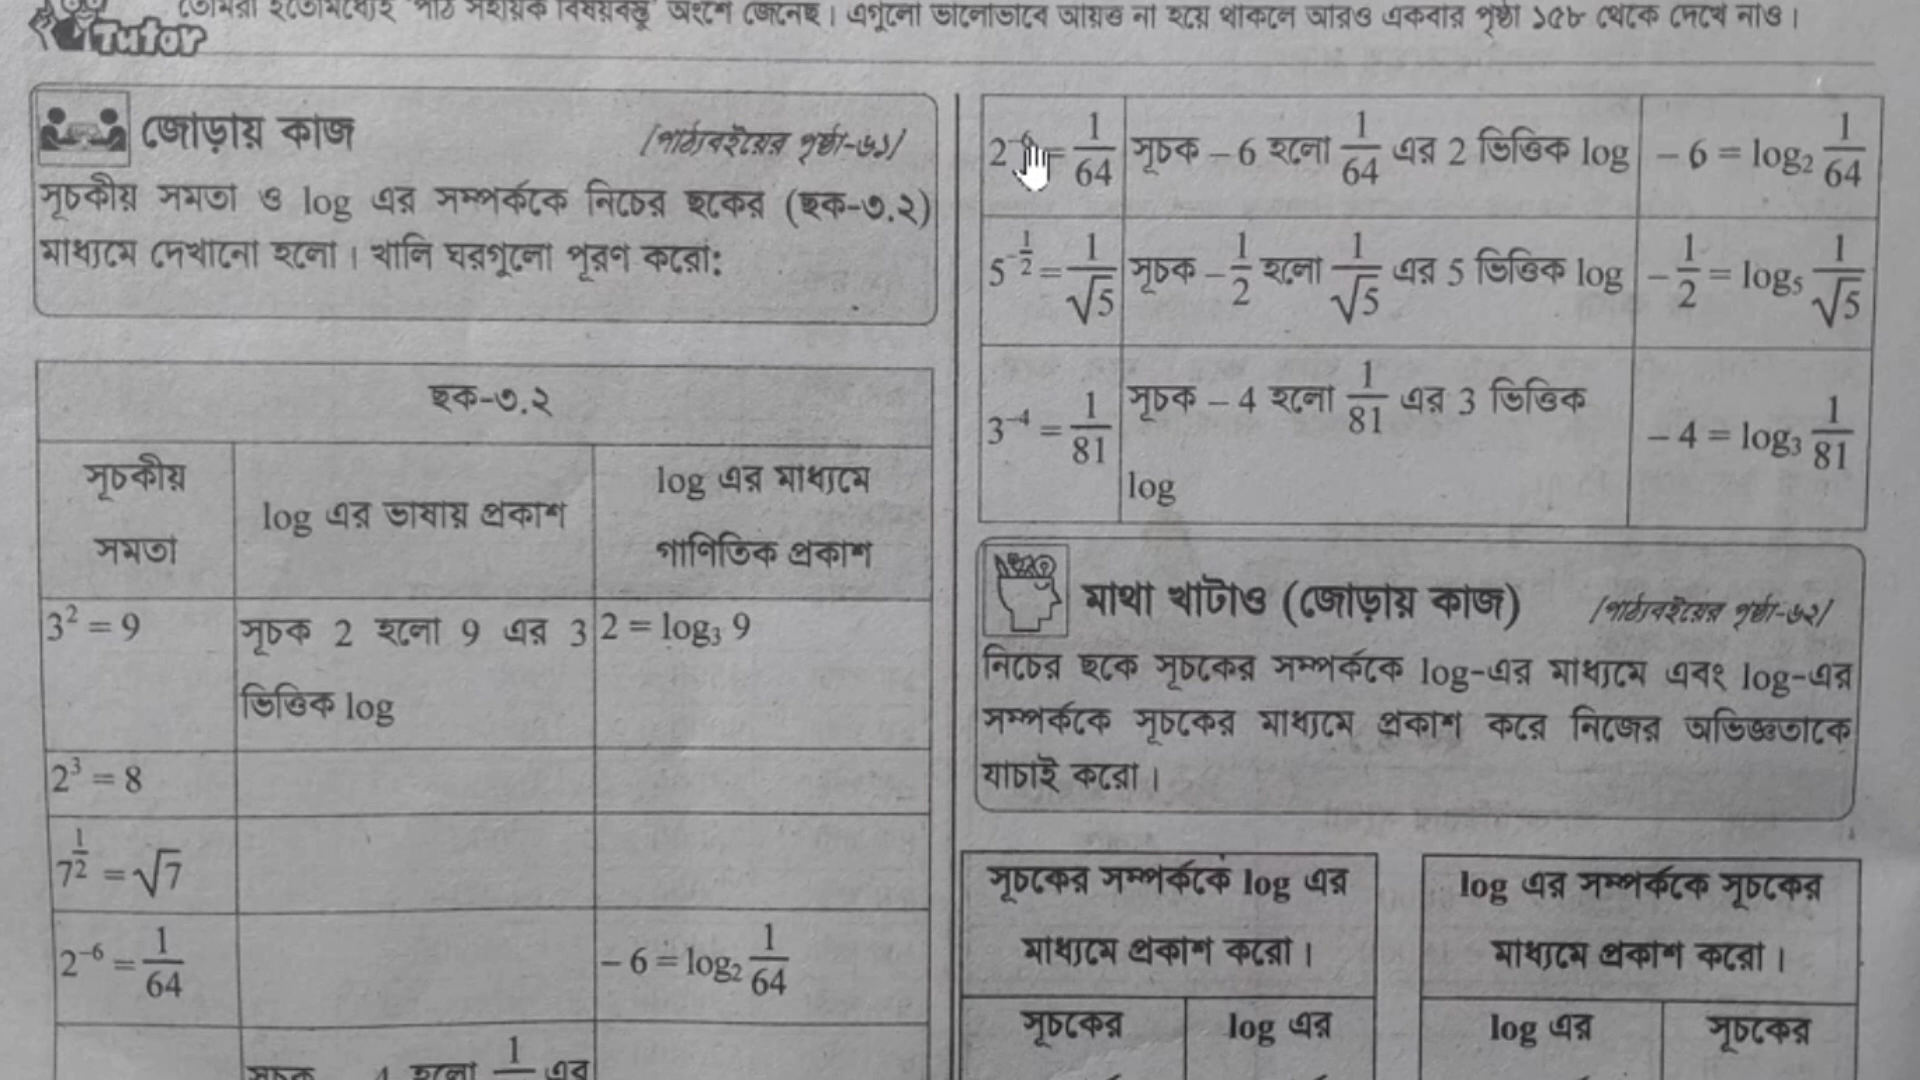 তোমরা ইতোমধ্যেই 'পাঠ সহায়ক বিষয়বস্তু' অংশে জেনেছ। এগুলো ভালোভাবে আয়ত্ত না হয়ে থাকলে আরও একবার পৃষ্ঠা ১৫৮ থেকে দেখে নাও।
Tutor
জোড়ায় কাজ
[পাঠ্যবইয়ের পৃষ্ঠা-৬১]
সূচকীয় সমতা ও log এর সম্পর্ককে নিচের ছকের (ছক-৩.২)
মাধ্যমে দেখানো হলো। খালি ঘরগুলো পূরণ করো:
ছক-৩.২
সূচকীয় সমতা | log এর ভাষায় প্রকাশ | log এর মাধ্যমে গাণিতিক প্রকাশ
3² = 9 | সূচক 2 হলো 9 এর 3 | 2 = log₃ 9
ভিত্তিক log
2³ = 8
7^(1/2) = √7
2⁻⁶ = 1/64 | – 6 = log₂ 1/64
সূচক – 4 হলো 1/ এর
2⁻⁶ = 1/64 | সূচক – 6 হলো 1/64 এর 2 ভিত্তিক log | – 6 = log₂ 1/64
5^(-1/2) = 1/√5 | সূচক – 1/2 হলো 1/√5 এর 5 ভিত্তিক log | – 1/2 = log₅ 1/√5
3⁻⁴ = 1/81 | সূচক – 4 হলো 1/81 এর 3 ভিত্তিক | – 4 = log₃ 1/81
log
মাথা খাটাও (জোড়ায় কাজ)
[পাঠ্যবইয়ের পৃষ্ঠা-৬২]
নিচের ছকে সূচকের সম্পর্ককে log-এর মাধ্যমে এবং log-এর
সম্পর্ককে সূচকের মাধ্যমে প্রকাশ করে নিজের অভিজ্ঞতাকে
যাচাই করো।
সূচকের সম্পর্ককে log এর
মাধ্যমে প্রকাশ করো।
সূচকের | log এর
log এর সম্পর্ককে সূচকের
মাধ্যমে প্রকাশ করো।
log এর | সূচকের